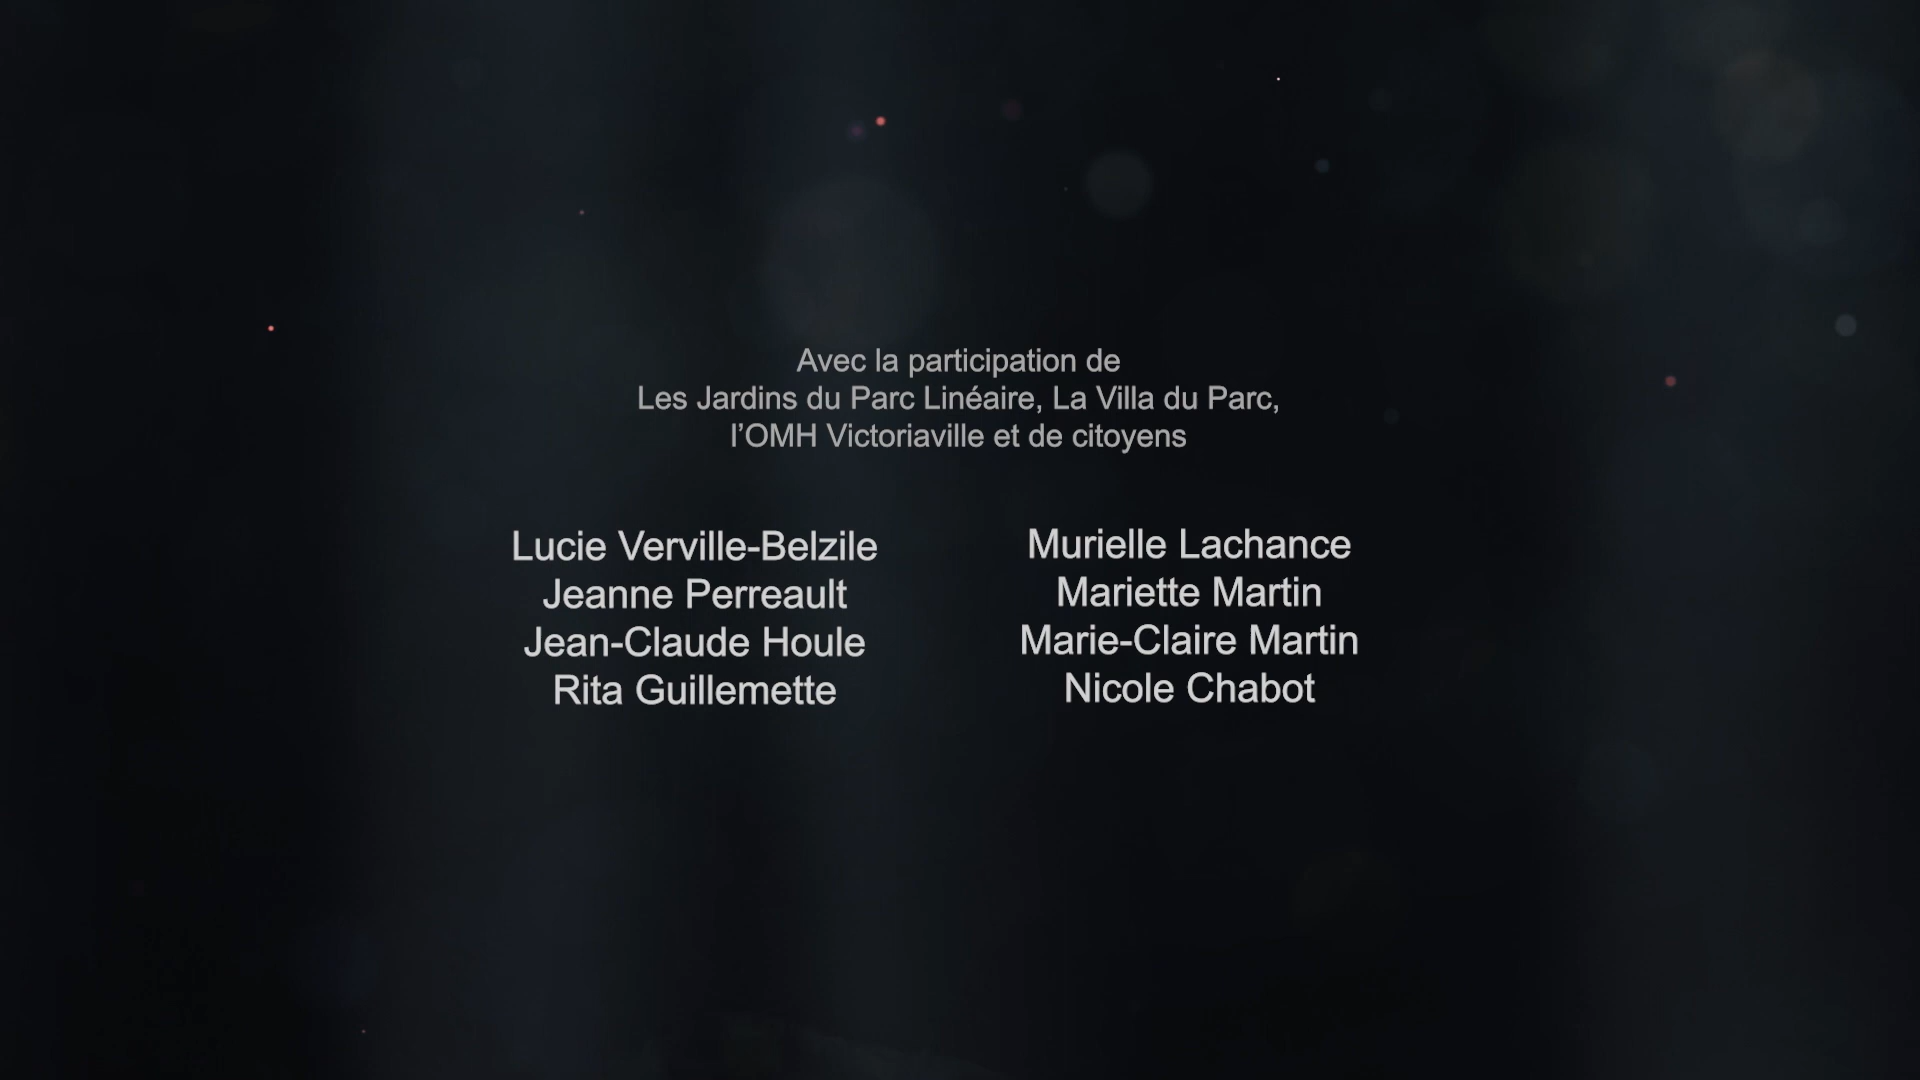 Avec la participation de
Les Jardins du Parc Linéaire, La Villa du Parc,
l’OMH Victoriaville et de citoyens
Lucie Verville-Belzile
Jeanne Perreault
Jean-Claude Houle
Rita Guillemette
Murielle Lachance
Mariette Martin
Marie-Claire Martin
Nicole Chabot